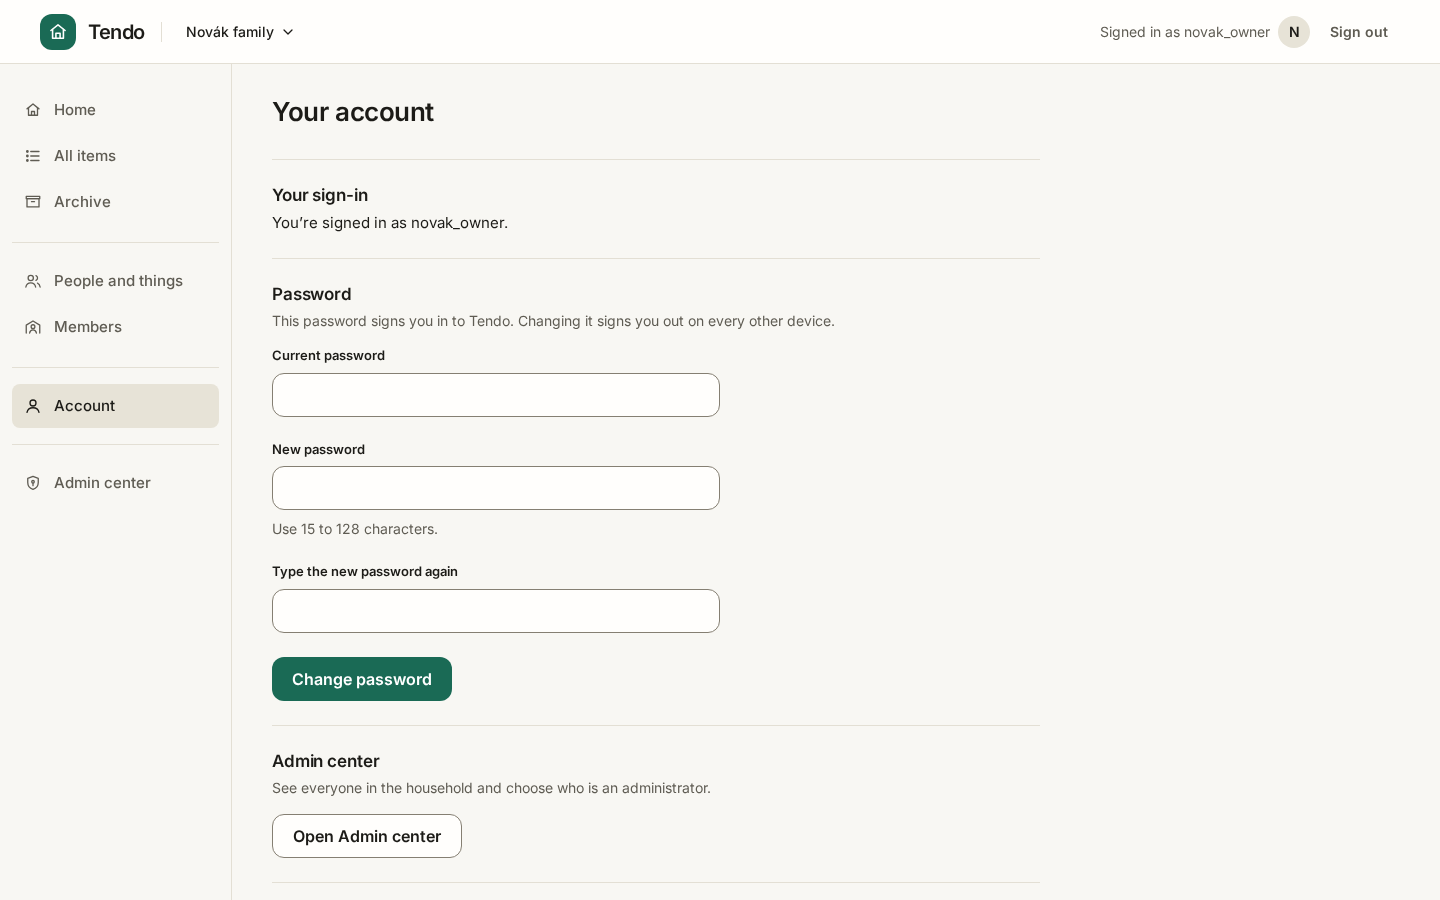 Tendo
Novák family
Signed in as novak_owner
N
Sign out
Home
All items
Archive
People and things
Members
Account
Admin center
Your account
Your sign-in
You’re signed in as novak_owner.
Password
This password signs you in to Tendo. Changing it signs you out on every other device.
Current password
New password
Use 15 to 128 characters.
Type the new password again
Change password
Admin center
See everyone in the household and choose who is an administrator.
Open Admin center